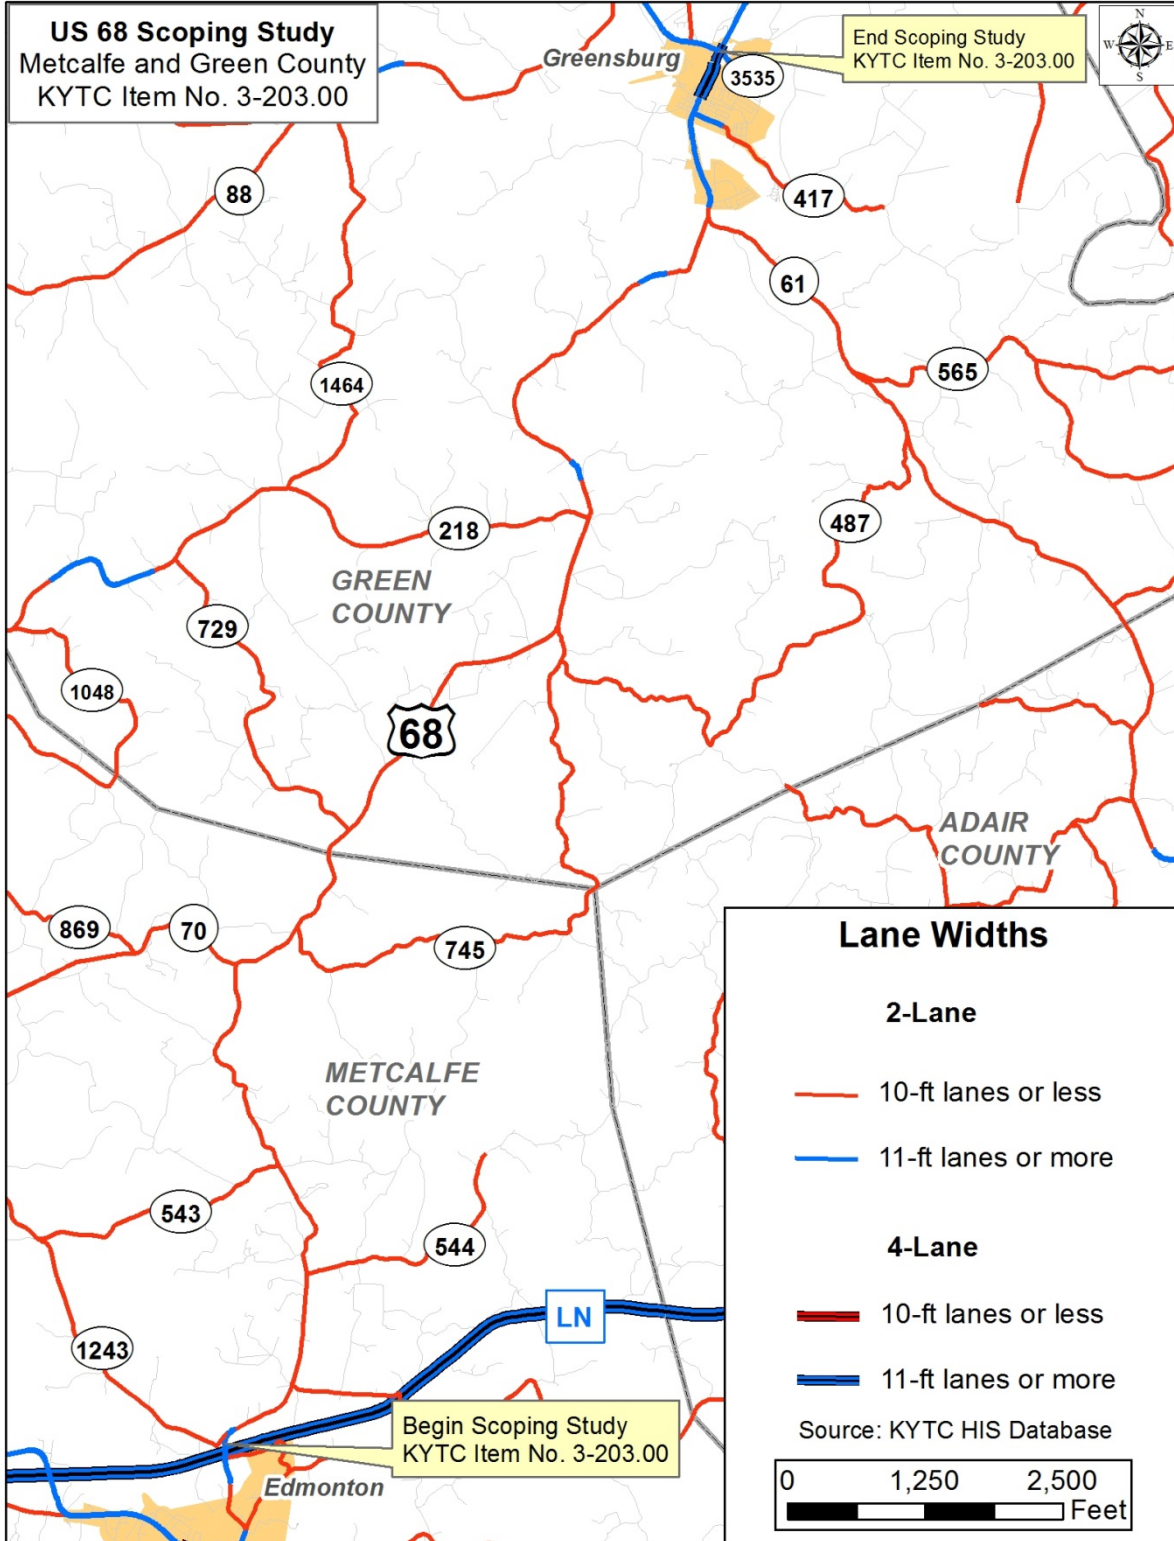 US 68 Scoping Study
Metcalfe and Green County
KYTC Item No. 3-203.00
Greensburg
End Scoping Study
KYTC Item No. 3-203.00
N
W E
S
3535
88
417
61
1464
565
218
487
GREEN
COUNTY
729
1048
68
ADAIR
COUNTY
869
70
745
METCALFE
COUNTY
543
544
LN
1243
Begin Scoping Study
KYTC Item No. 3-203.00
Edmonton
Lane Widths
2-Lane
10-ft lanes or less
11-ft lanes or more
4-Lane
10-ft lanes or less
11-ft lanes or more
Source: KYTC HIS Database
0 1,250 2,500
Feet